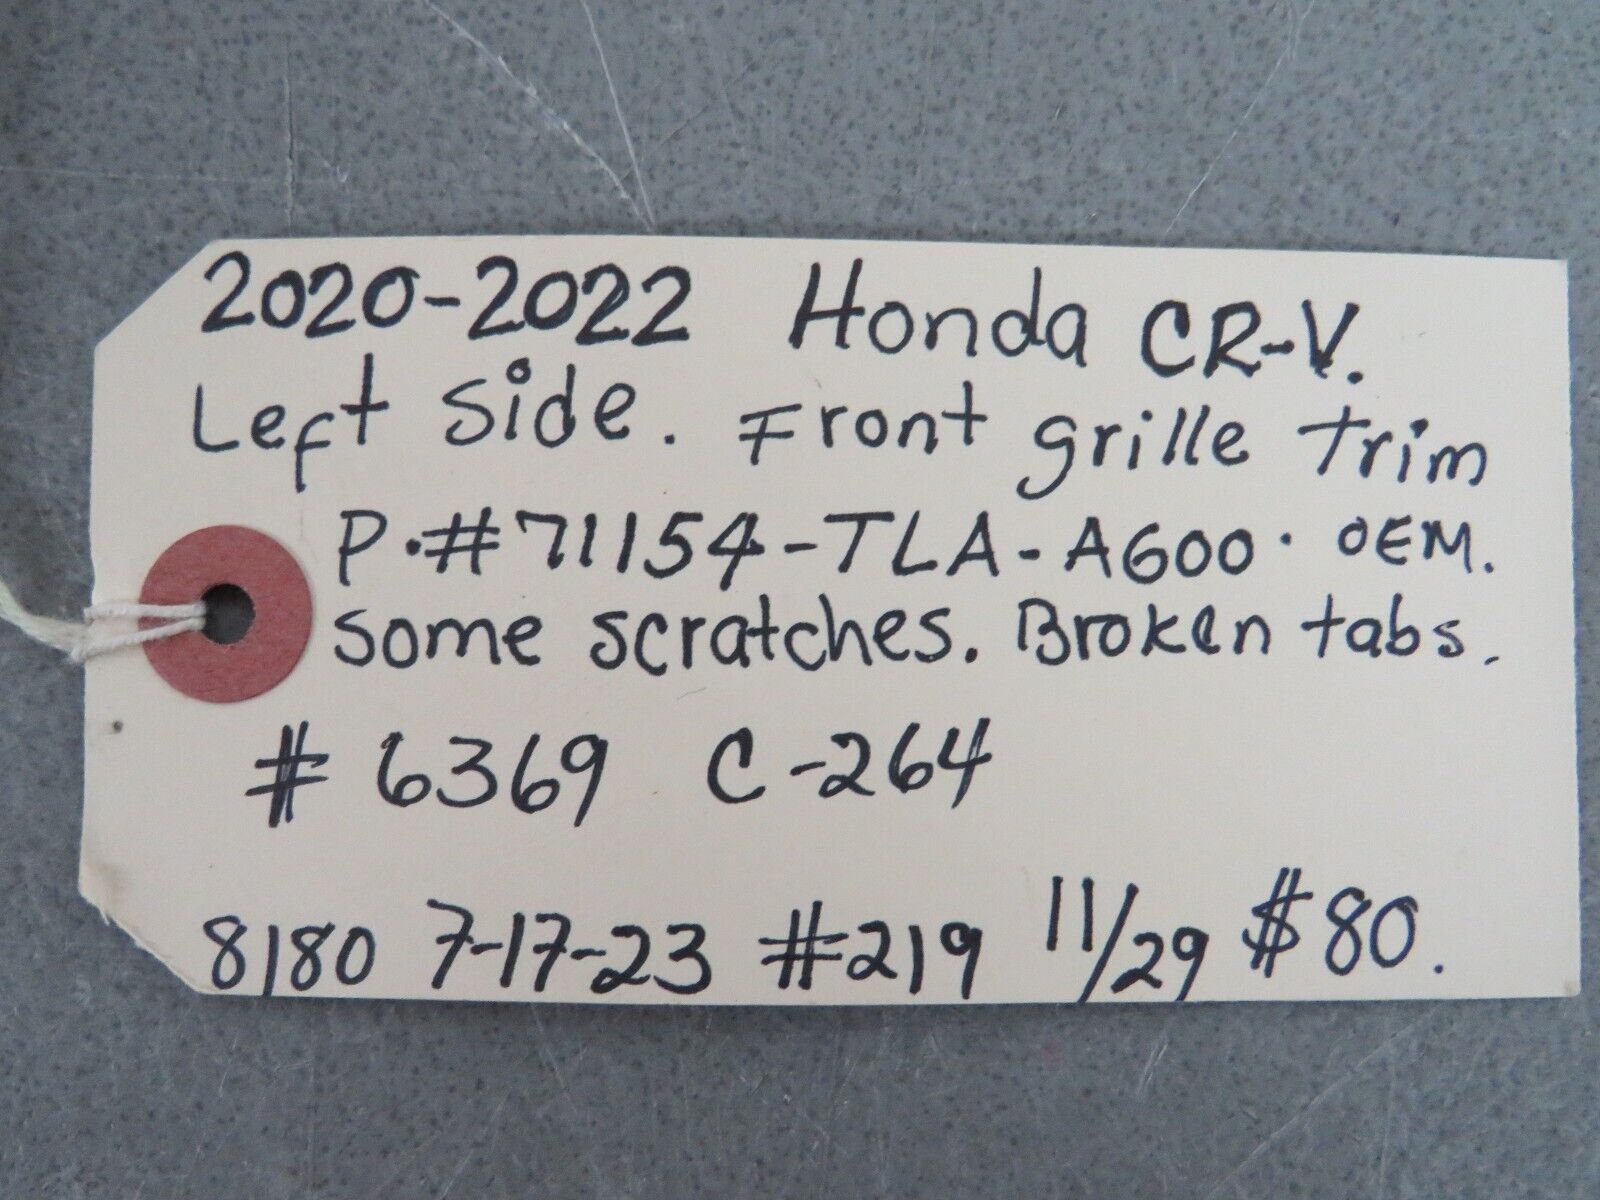 2020-2022 Honda CR-V.
Left side. Front grille trim
P.#71154-TLA-A600. OEM.
some scratches. Broken tabs.
# 6369 C-264
8180 7-17-23 #219 11/29 $80.